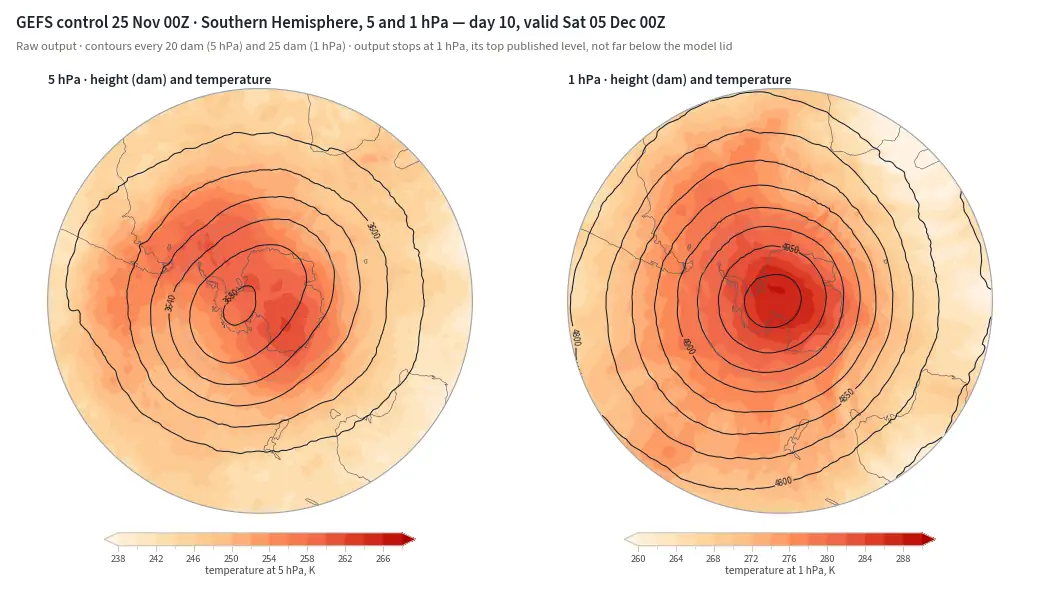 GEFS control 25 Nov 00Z · Southern Hemisphere, 5 and 1 hPa — day 10, valid Sat 05 Dec 00Z
Raw output · contours every 20 dam (5 hPa) and 25 dam (1 hPa) · output stops at 1 hPa, its top published level, not far below the model lid
5 hPa · height (dam) and temperature
1 hPa · height (dam) and temperature
3600
3640
4850
4800
4900
4850
4800
238 242 246 250 254 258 262 266
temperature at 5 hPa, K
260 264 268 272 276 280 284 288
temperature at 1 hPa, K